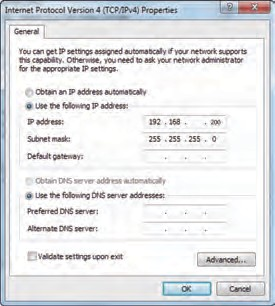 Internet Protocol Version 4 (TCP/IPv4) Properties
General
You can get IP settings assigned automatically if your network supports
this capability. Otherwise, you need to ask your network administrator
for the appropriate IP settings.
Obtain an IP address automatically
Use the following IP address:
IP address: 192 . 168 . . 200
Subnet mask: 255 . 255 . 255 . 0
Default gateway: . . .
Obtain DNS server address automatically
Use the following DNS server addresses:
Preferred DNS server: . . .
Alternate DNS server: . . .
Validate settings upon exit
Advanced...
OK Cancel